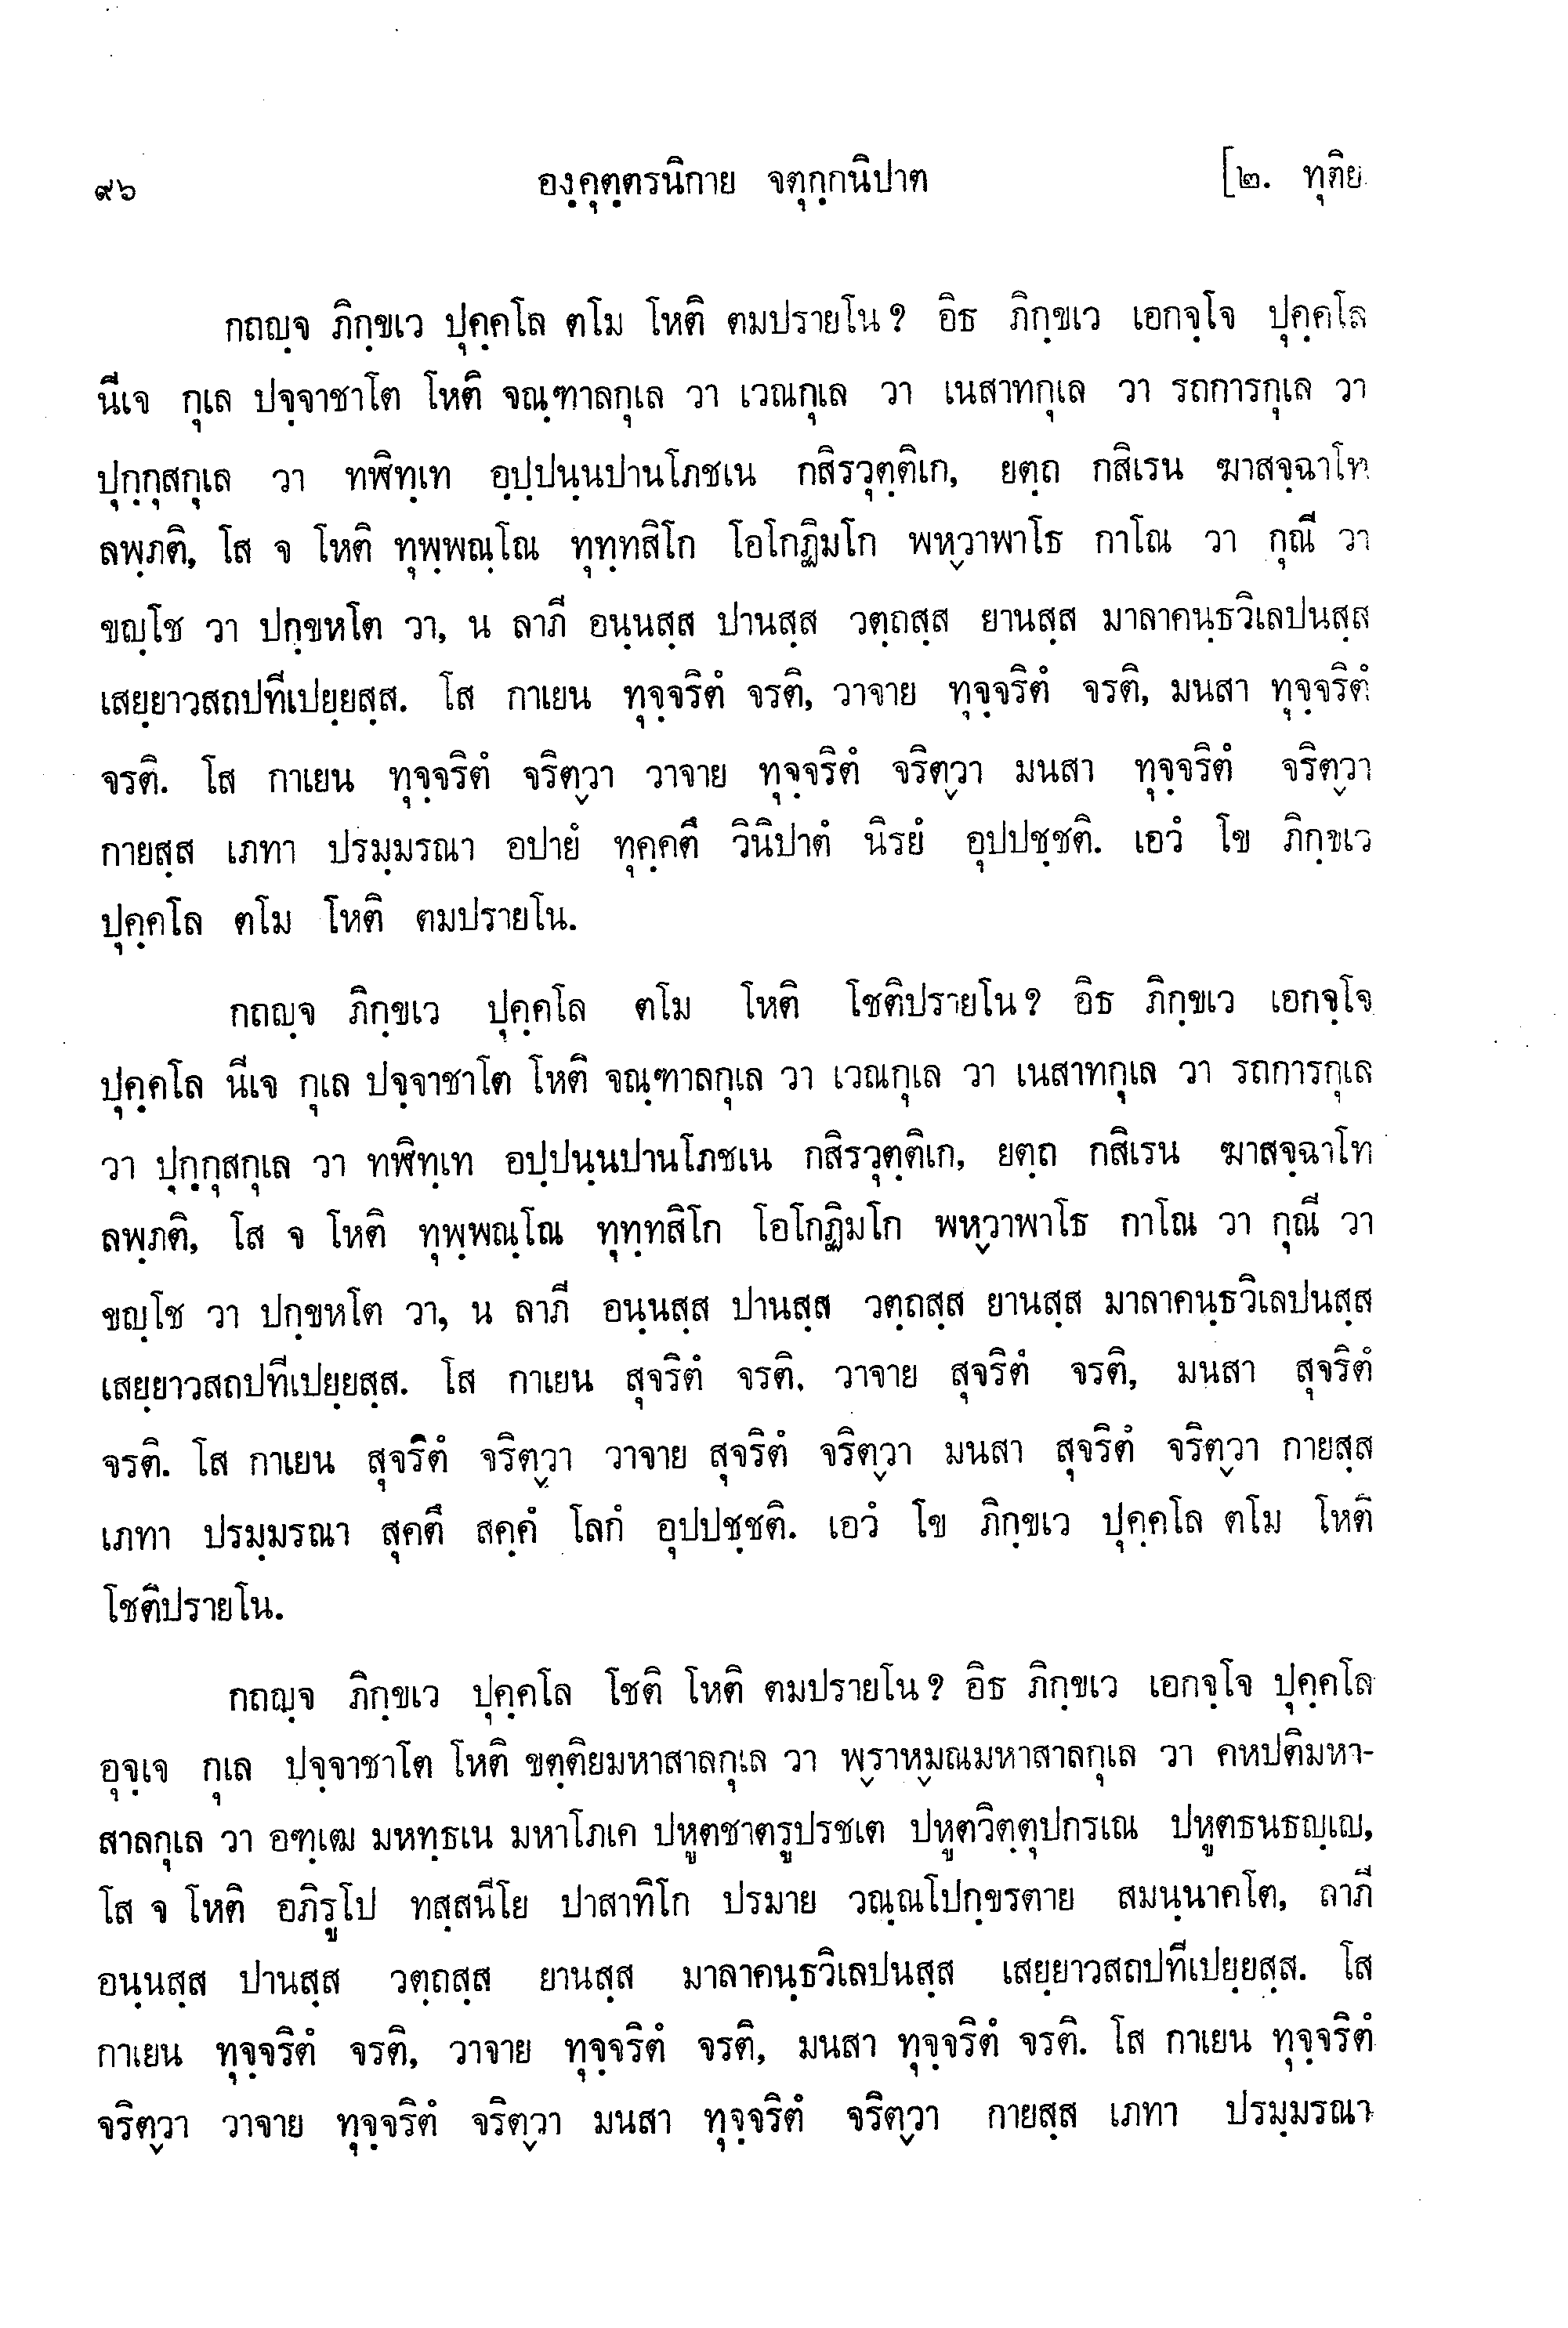 ๙๖ องฺคุตฺตรนิกาย จตุกฺกนิปาต [๒. ทุติย
กถญฺจ ภิกฺขเว ปุคฺคโล ตโม โหติ ตมปรายโน? อิธ ภิกฺขเว เอกจฺโจ ปุคฺคโล
นีเจ กุเล ปจฺจาชาโต โหติ จณฺฑาลกุเล วา เวณกุเล วา เนสาทกุเล วา รถการกุเล วา
ปุกฺกุสกุเล วา ทฬิทฺเท อปฺปนฺนปานโภชเน กสิรวุตฺติเก, ยตฺถ กสิเรน ฆาสจฺฉาโท
ลพฺภติ, โส จ โหติ ทุพฺพณฺโณ ทุทฺทสิโก โอโกฏิมโก พหฺวาพาโธ กาโณ วา กุณี วา
ขญฺโช วา ปกฺขหโต วา, น ลาภี อนฺนสฺส ปานสฺส วตฺถสฺส ยานสฺส มาลาคนฺธวิเลปนสฺส
เสยฺยาวสถปทีเปยฺยสฺส. โส กาเยน ทุจฺจริตํ จรติ, วาจาย ทุจฺจริตํ จรติ, มนสา ทุจฺจริตํ
จรติ. โส กาเยน ทุจฺจริตํ จริตฺวา วาจาย ทุจฺจริตํ จริตฺวา มนสา ทุจฺจริตํ จริตฺวา
กายสฺส เภทา ปรมฺมรณา อปายํ ทุคฺคตึ วินิปาตํ นิรยํ อุปปชฺชติ. เอวํ โข ภิกฺขเว
ปุคฺคโล ตโม โหติ ตมปรายโน.
กถญฺจ ภิกฺขเว ปุคฺคโล ตโม โหติ โชติปรายโน? อิธ ภิกฺขเว เอกจฺโจ
ปุคฺคโล นีเจ กุเล ปจฺจาชาโต โหติ จณฺฑาลกุเล วา เวณกุเล วา เนสาทกุเล วา รถการกุเล
วา ปุกฺกุสกุเล วา ทฬิทฺเท อปฺปนฺนปานโภชเน กสิรวุตฺติเก, ยตฺถ กสิเรน ฆาสจฺฉาโท
ลพฺภติ, โส จ โหติ ทุพฺพณฺโณ ทุทฺทสิโก โอโกฏิมโก พหฺวาพาโธ กาโณ วา กุณี วา
ขญฺโช วา ปกฺขหโต วา, น ลาภี อนฺนสฺส ปานสฺส วตฺถสฺส ยานสฺส มาลาคนฺธวิเลปนสฺส
เสยฺยาวสถปทีเปยฺยสฺส. โส กาเยน สุจริตํ จรติ. วาจาย สุจริตํ จรติ, มนสา สุจริตํ
จรติ. โส กาเยน สุจริตํ จริตฺวา วาจาย สุจริตํ จริตฺวา มนสา สุจริตํ จริตฺวา กายสฺส
เภทา ปรมฺมรณา สุคตึ สคฺคํ โลกํ อุปปชฺชติ. เอวํ โข ภิกฺขเว ปุคฺคโล ตโม โหติ
โชติปรายโน.
กถญฺจ ภิกฺขเว ปุคฺคโล โชติ โหติ ตมปรายโน? อิธ ภิกฺขเว เอกจฺโจ ปุคฺคโล
อุจฺเจ กุเล ปจฺจาชาโต โหติ ขตฺติยมหาสาลกุเล วา พฺราหฺมณมหาสาลกุเล วา คหปติมหา-
สาลกุเล วา อฑฺเฒ มหทฺธเน มหาโภเค ปหูตชาตรูปรชเต ปหูตวิตฺตุปกรเณ ปหูตธนธญฺเญ,
โส จ โหติ อภิรูโป ทสฺสนีโย ปาสาทิโก ปรมาย วณฺณโปกฺขรตาย สมนฺนาคโต, ลาภี
อนฺนสฺส ปานสฺส วตฺถสฺส ยานสฺส มาลาคนฺธวิเลปนสฺส เสยฺยาวสถปทีเปยฺยสฺส. โส
กาเยน ทุจฺจริตํ จรติ, วาจาย ทุจฺจริตํ จรติ, มนสา ทุจฺจริตํ จรติ. โส กาเยน ทุจฺจริตํ
จริตฺวา วาจาย ทุจฺจริตํ จริตฺวา มนสา ทุจฺจริตํ จริตฺวา กายสฺส เภทา ปรมฺมรณา